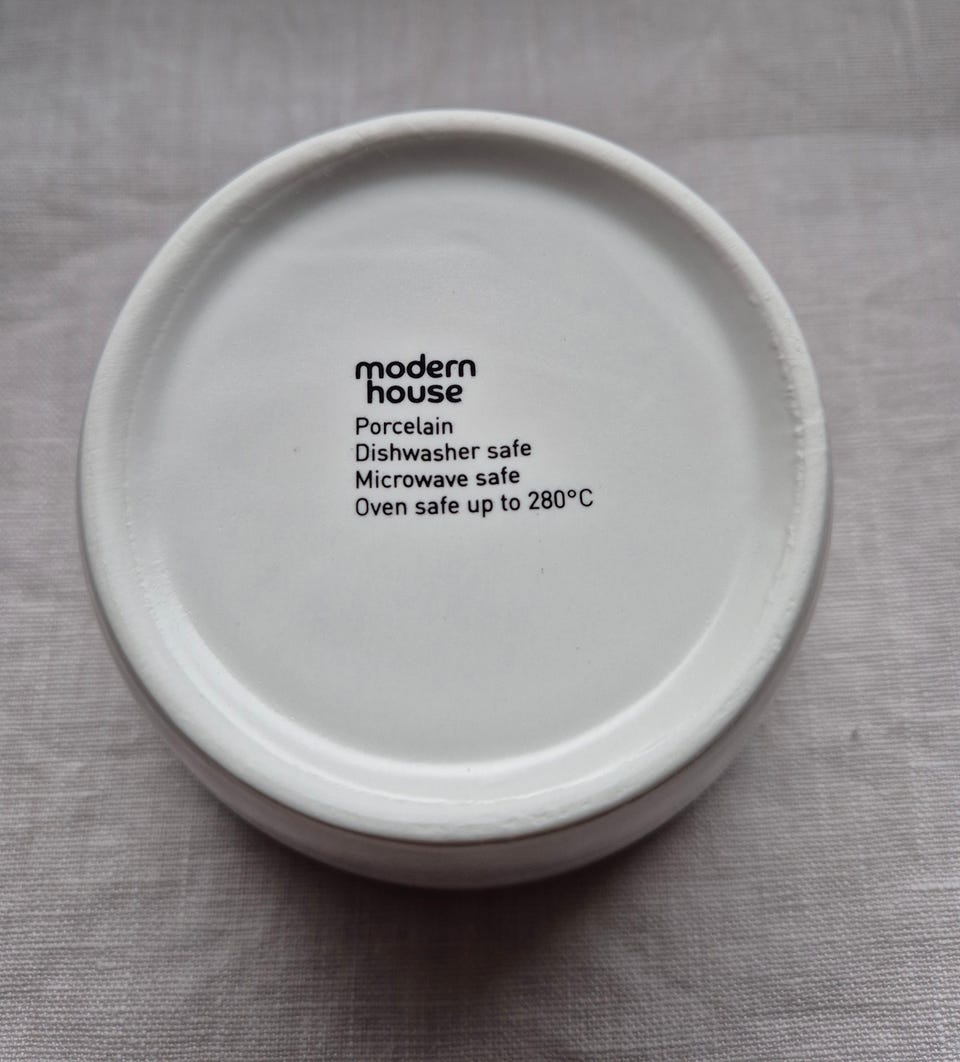 modern
house
Porcelain
Dishwasher safe
Microwave safe
Oven safe up to 280°C